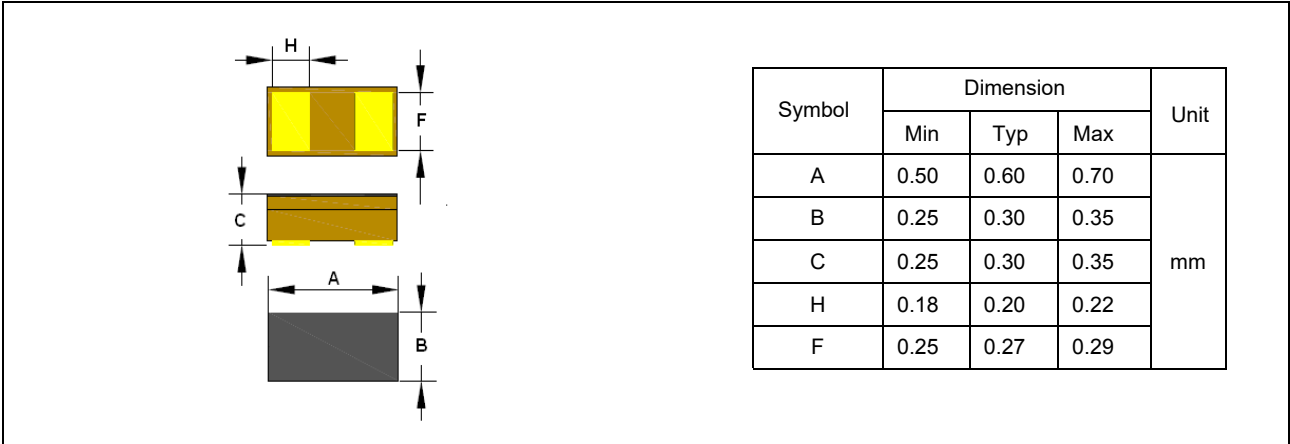 H
F
C
A
B
Symbol Dimension Unit
Min Typ Max
A 0.50 0.60 0.70
B 0.25 0.30 0.35
C 0.25 0.30 0.35 mm
H 0.18 0.20 0.22
F 0.25 0.27 0.29